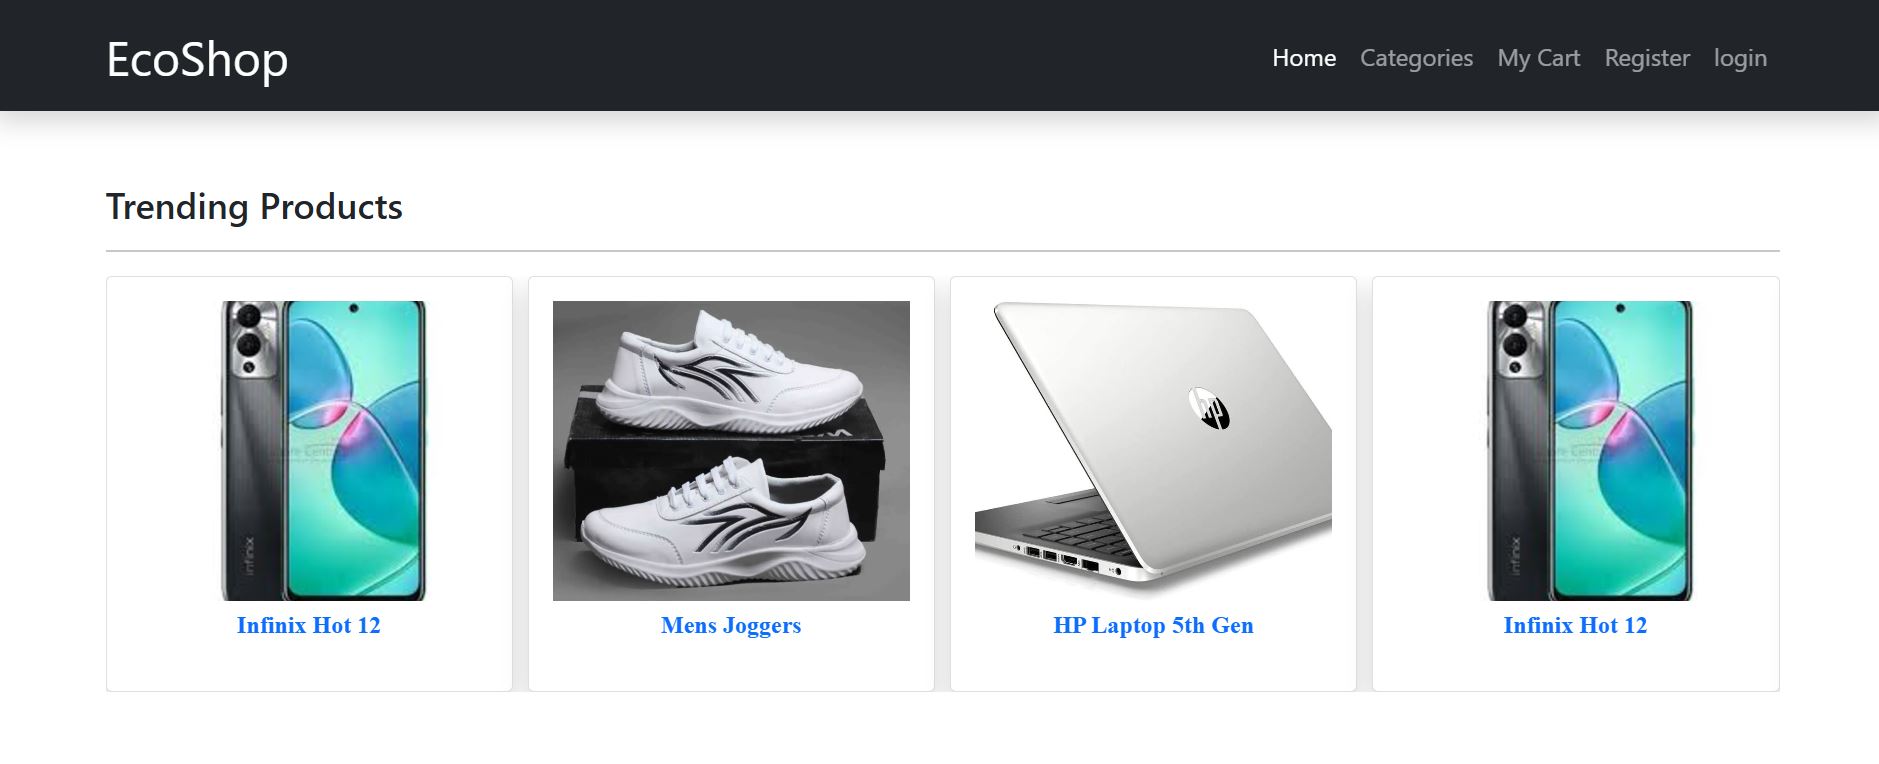 EcoShop
Home Categories My Cart Register login
Trending Products
infinix
hp
infinix
Infinix Hot 12
Mens Joggers
HP Laptop 5th Gen
Infinix Hot 12